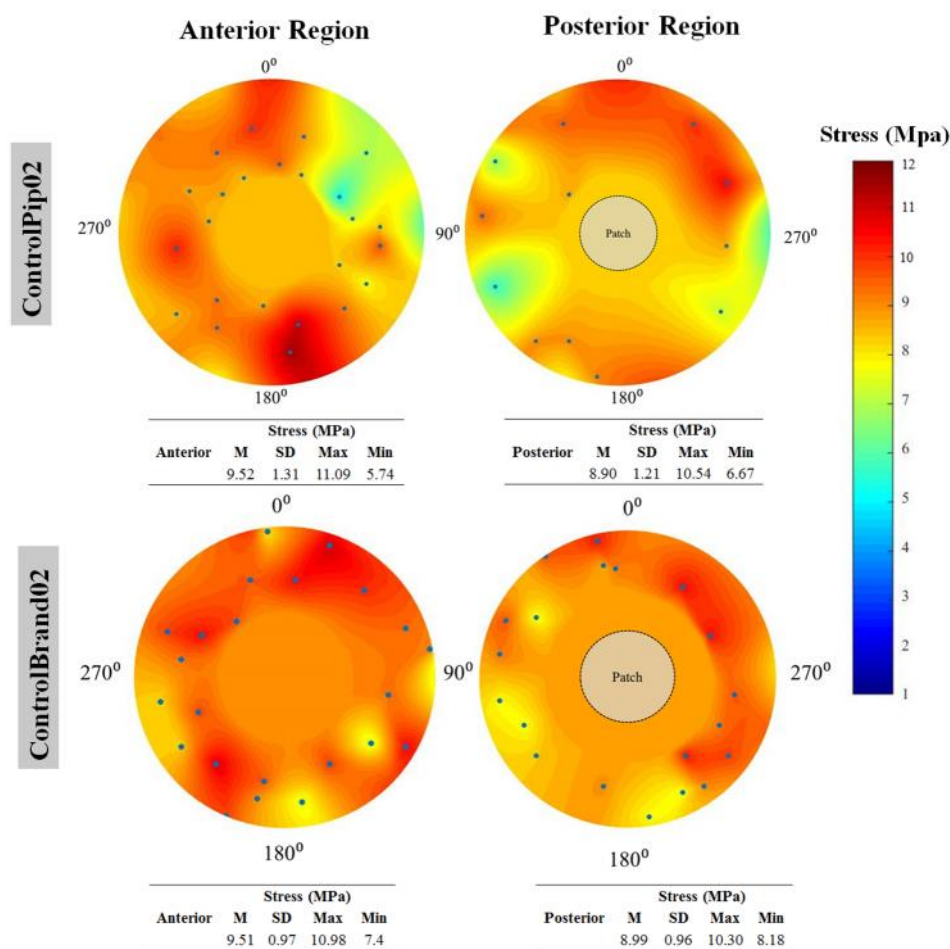 Anterior Region
Posterior Region
Stress (Mpa)
ControlPip02
0⁰
270⁰
90⁰
180⁰
0⁰
Patch
270⁰
180⁰
12
11
10
9
8
7
6
5
4
3
2
1
Stress (MPa)
Anterior M SD Max Min
9.52 1.31 11.09 5.74
Stress (MPa)
Posterior M SD Max Min
8.90 1.21 10.54 6.67
ControlBrand02
0⁰
270⁰
90⁰
180⁰
0⁰
Patch
270⁰
180⁰
Stress (MPa)
Anterior M SD Max Min
9.51 0.97 10.98 7.4
Stress (MPa)
Posterior M SD Max Min
8.99 0.96 10.30 8.18